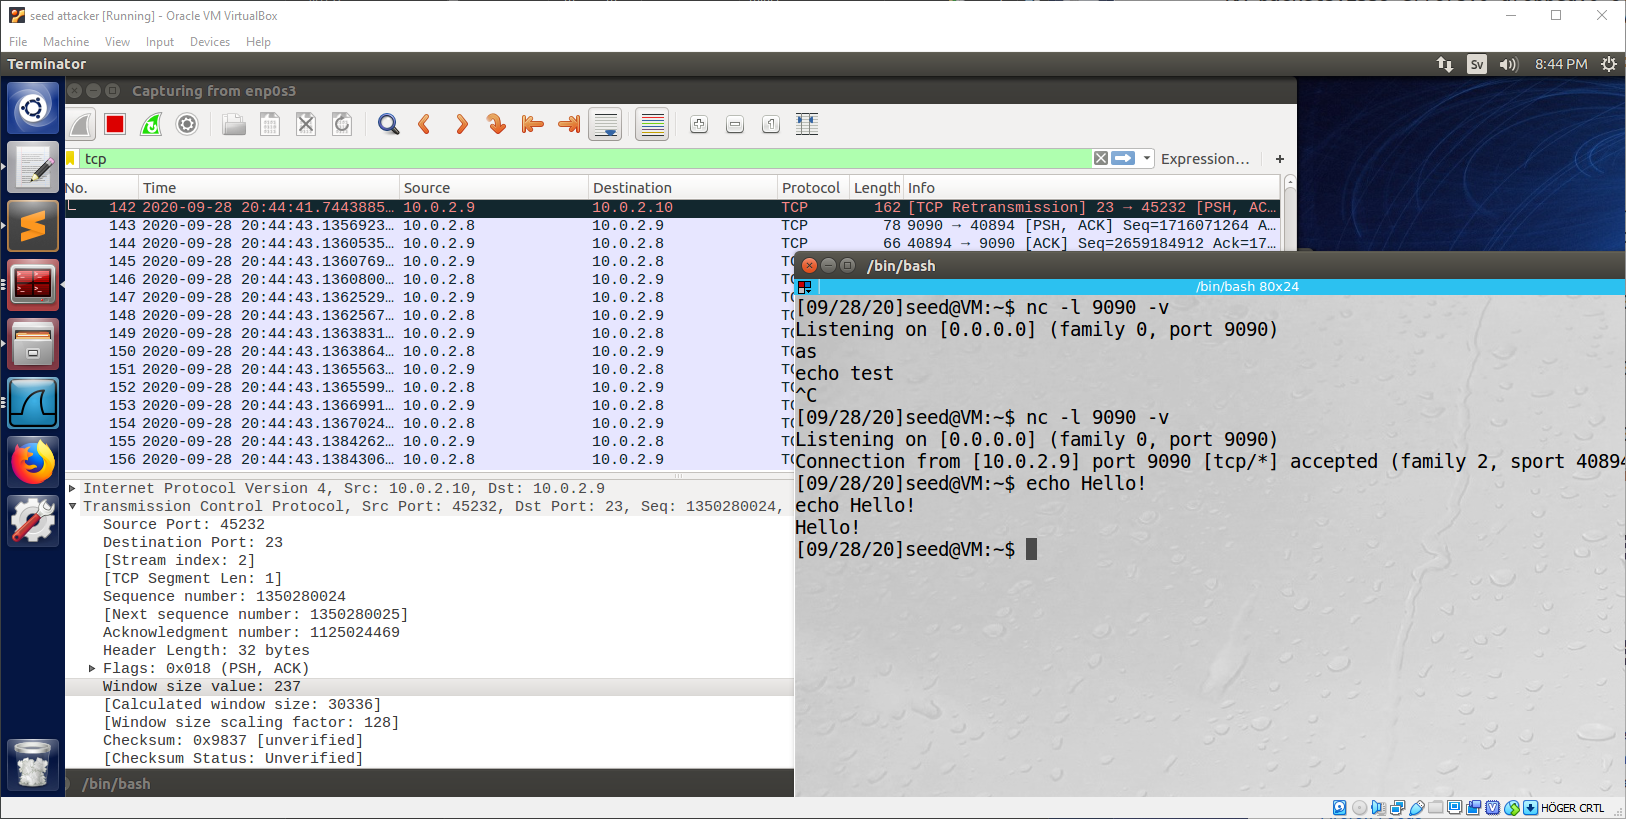 seed attacker [Running] - Oracle VM VirtualBox
File Machine View Input Devices Help
Terminator
Sv 8:44 PM
Capturing from enp0s3
tcp
Expression… +
No. Time Source Destination Protocol Length Info
142 2020-09-28 20:44:41.7443885… 10.0.2.9 10.0.2.10 TCP 162 [TCP Retransmission] 23 → 45232 [PSH, AC…
143 2020-09-28 20:44:43.1356923… 10.0.2.8 10.0.2.9 TCP 78 9090 → 40894 [PSH, ACK] Seq=1716071264 A…
144 2020-09-28 20:44:43.1360535… 10.0.2.9 10.0.2.8 TCP 66 40894 → 9090 [ACK] Seq=2659184912 Ack=17…
145 2020-09-28 20:44:43.1360769… 10.0.2.9 10.0.2.8
146 2020-09-28 20:44:43.1360800… 10.0.2.8 10.0.2.9
147 2020-09-28 20:44:43.1362529… 10.0.2.9 10.0.2.8
148 2020-09-28 20:44:43.1362567… 10.0.2.8 10.0.2.9
149 2020-09-28 20:44:43.1363831… 10.0.2.9 10.0.2.8
150 2020-09-28 20:44:43.1363864… 10.0.2.8 10.0.2.9
151 2020-09-28 20:44:43.1365563… 10.0.2.9 10.0.2.8
152 2020-09-28 20:44:43.1365599… 10.0.2.8 10.0.2.9
153 2020-09-28 20:44:43.1366991… 10.0.2.9 10.0.2.8
154 2020-09-28 20:44:43.1367024… 10.0.2.8 10.0.2.9
155 2020-09-28 20:44:43.1384262… 10.0.2.9 10.0.2.8
156 2020-09-28 20:44:43.1384306… 10.0.2.8 10.0.2.9
Internet Protocol Version 4, Src: 10.0.2.10, Dst: 10.0.2.9
Transmission Control Protocol, Src Port: 45232, Dst Port: 23, Seq: 1350280024,
Source Port: 45232
Destination Port: 23
[Stream index: 2]
[TCP Segment Len: 1]
Sequence number: 1350280024
[Next sequence number: 1350280025]
Acknowledgment number: 1125024469
Header Length: 32 bytes
Flags: 0x018 (PSH, ACK)
Window size value: 237
[Calculated window size: 30336]
[Window size scaling factor: 128]
Checksum: 0x9837 [unverified]
[Checksum Status: Unverified]
/bin/bash
/bin/bash
/bin/bash 80x24
[09/28/20]seed@VM:~$ nc -l 9090 -v
Listening on [0.0.0.0] (family 0, port 9090)
as
echo test
^C
[09/28/20]seed@VM:~$ nc -l 9090 -v
Listening on [0.0.0.0] (family 0, port 9090)
Connection from [10.0.2.9] port 9090 [tcp/*] accepted (family 2, sport 40894
[09/28/20]seed@VM:~$ echo Hello!
echo Hello!
Hello!
[09/28/20]seed@VM:~$
HÖGER CRTL